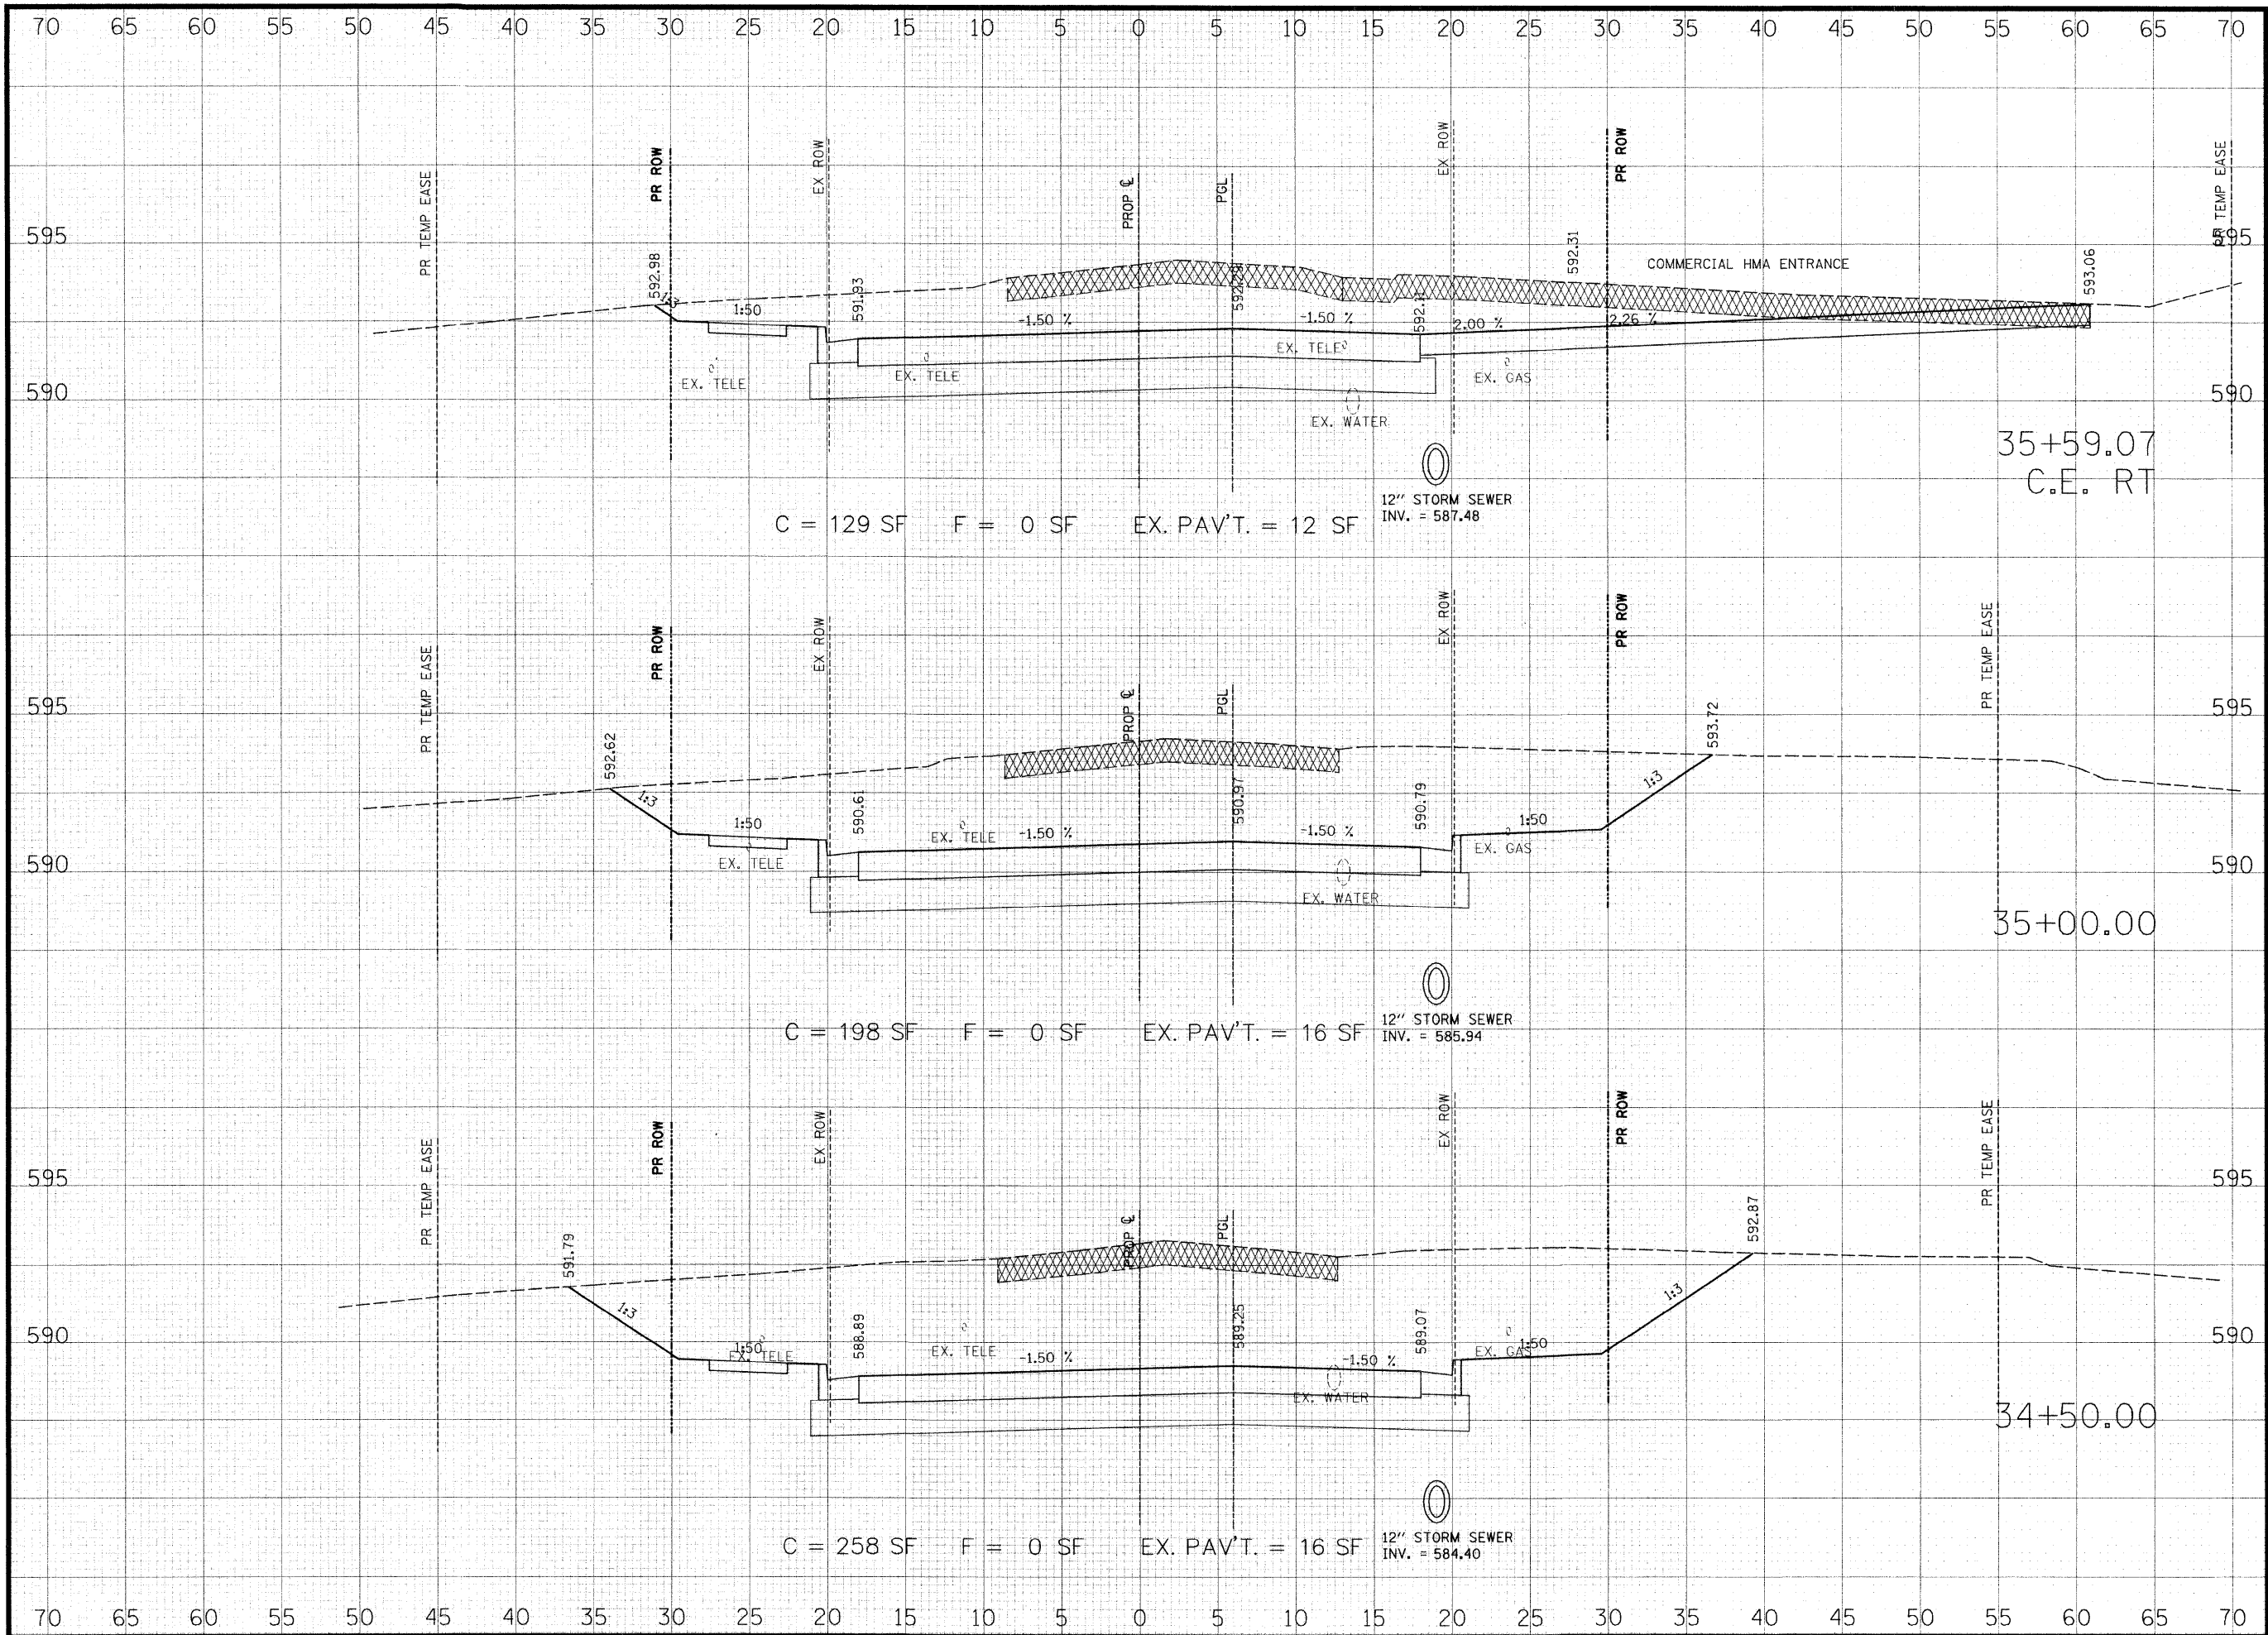 70 65 60 55 50 45 40 35 30 25 20 15 10 5 0 5 10 15 20 25 30 35 40 45 50 55 60 65 70
PR TEMP EASE
PR ROW
EX ROW
PROP ℄
PGL
EX ROW
PR ROW
PR TEMP EASE
595
595
592.98
591.93
592.29
592.11
592.31
COMMERCIAL HMA ENTRANCE
593.06
1:3
1:50
-1.50 %
-1.50 %
2.00 %
2.26 %
EX. TELE
EX. TELE
EX. TELE
EX. GAS
EX. WATER
590
590
35+59.07
C.E. RT
12" STORM SEWER
INV. = 587.48
C = 129 SF F = 0 SF EX. PAV'T. = 12 SF
PR TEMP EASE
PR ROW
EX ROW
PROP ℄
PGL
EX ROW
PR ROW
PR TEMP EASE
595
595
592.62
590.61
590.97
590.79
593.72
1:3
1:50
-1.50 %
-1.50 %
1:50
1:3
EX. TELE
EX. TELE
EX. GAS
EX. WATER
590
590
35+00.00
12" STORM SEWER
INV. = 585.94
C = 198 SF F = 0 SF EX. PAV'T. = 16 SF
PR TEMP EASE
PR ROW
EX ROW
PROP ℄
PGL
EX ROW
PR ROW
PR TEMP EASE
595
595
591.79
588.89
589.25
589.07
592.87
1:3
1:50
-1.50 %
-1.50 %
1:50
1:3
EX. TELE
EX. TELE
EX. GAS
EX. WATER
590
590
34+50.00
12" STORM SEWER
INV. = 584.40
C = 258 SF F = 0 SF EX. PAV'T. = 16 SF
70 65 60 55 50 45 40 35 30 25 20 15 10 5 0 5 10 15 20 25 30 35 40 45 50 55 60 65 70